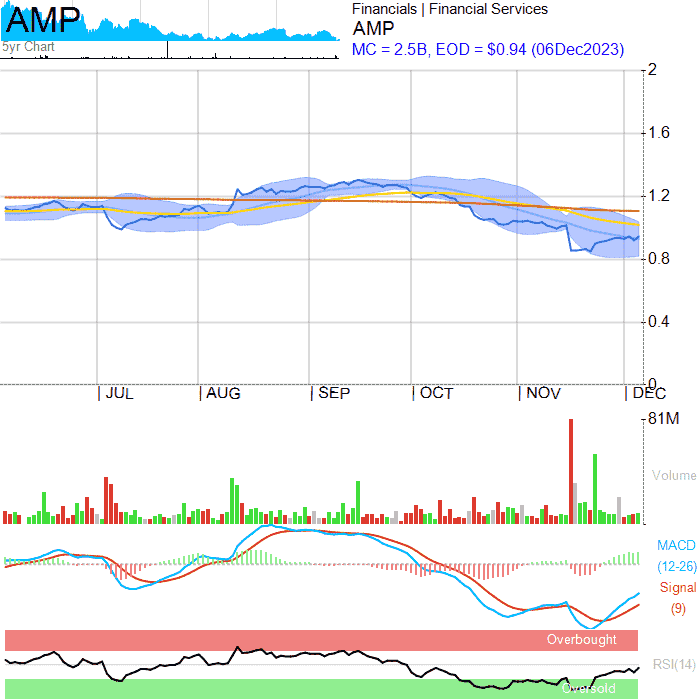 AMP
5yr Chart
Financials | Financial Services
AMP
MC = 2.5B, EOD = $0.94 (06Dec2023)
2
1.6
1.2
0.8
0.4
0
JUL AUG SEP OCT NOV DEC
81M
Volume
MACD
(12-26)
Signal
(9)
Overbought
RSI(14)
Oversold